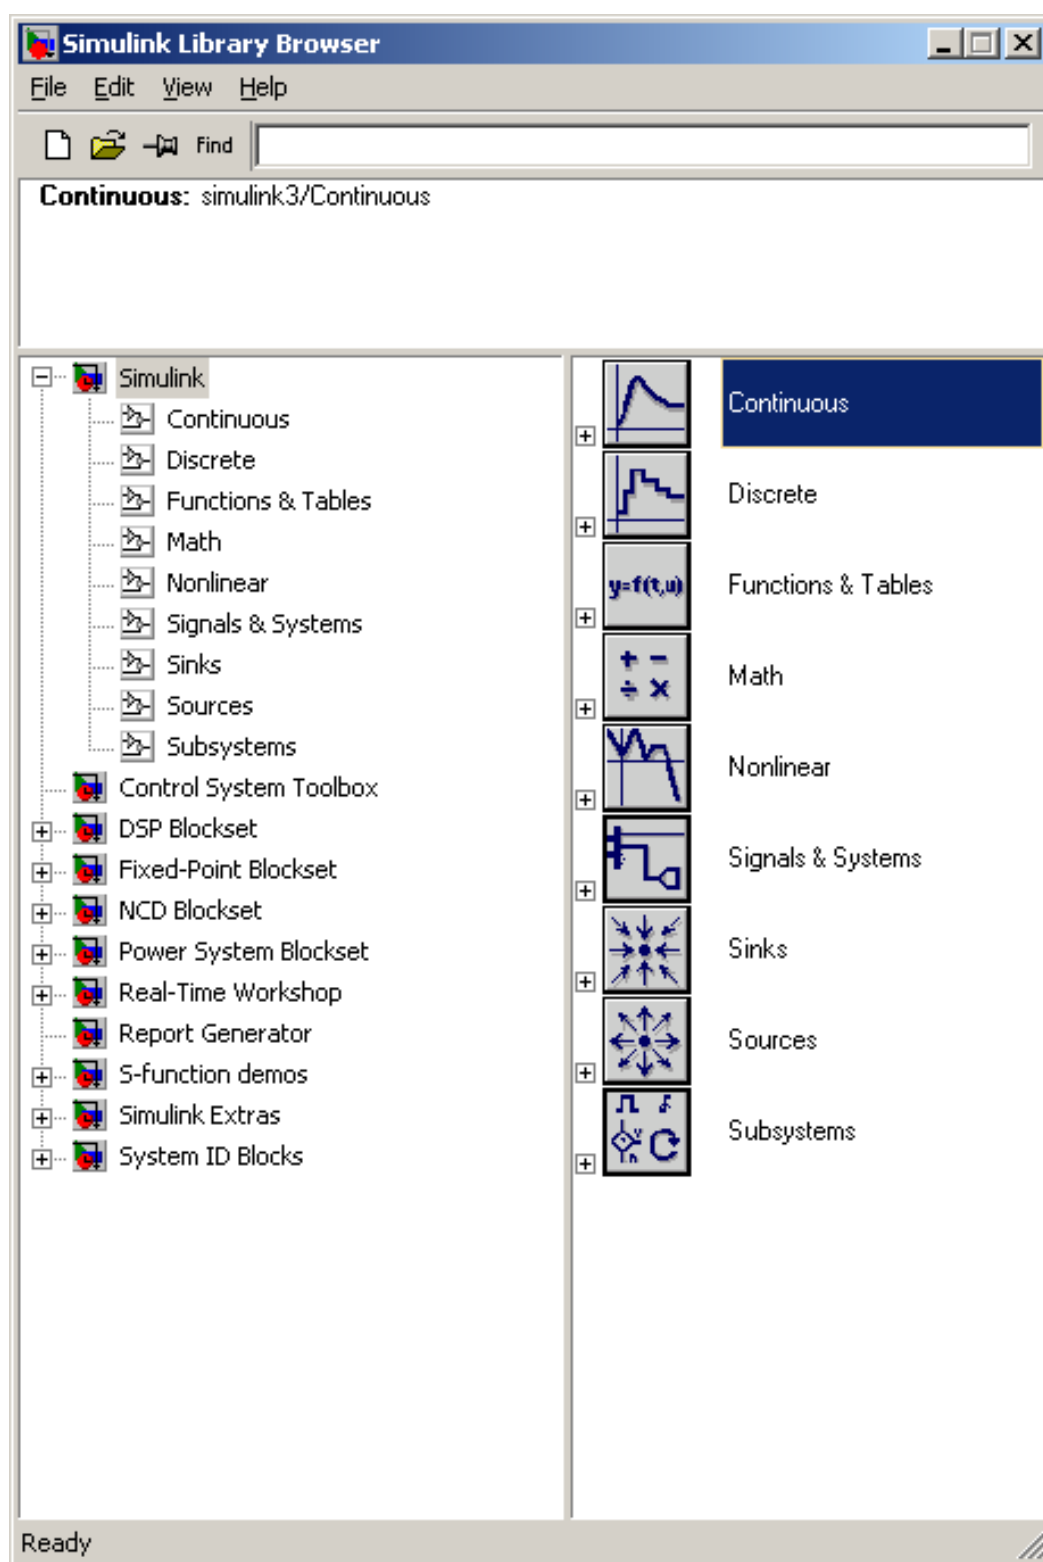 Simulink Library Browser
File Edit View Help
Find
Continuous: simulink3/Continuous
Simulink
Continuous
Discrete
Functions & Tables
Math
Nonlinear
Signals & Systems
Sinks
Sources
Subsystems
Control System Toolbox
DSP Blockset
Fixed-Point Blockset
NCD Blockset
Power System Blockset
Real-Time Workshop
Report Generator
S-function demos
Simulink Extras
System ID Blocks
Continuous
Discrete
y=f(t,u)
Functions & Tables
Math
Nonlinear
Signals & Systems
Sinks
Sources
Subsystems
Ready